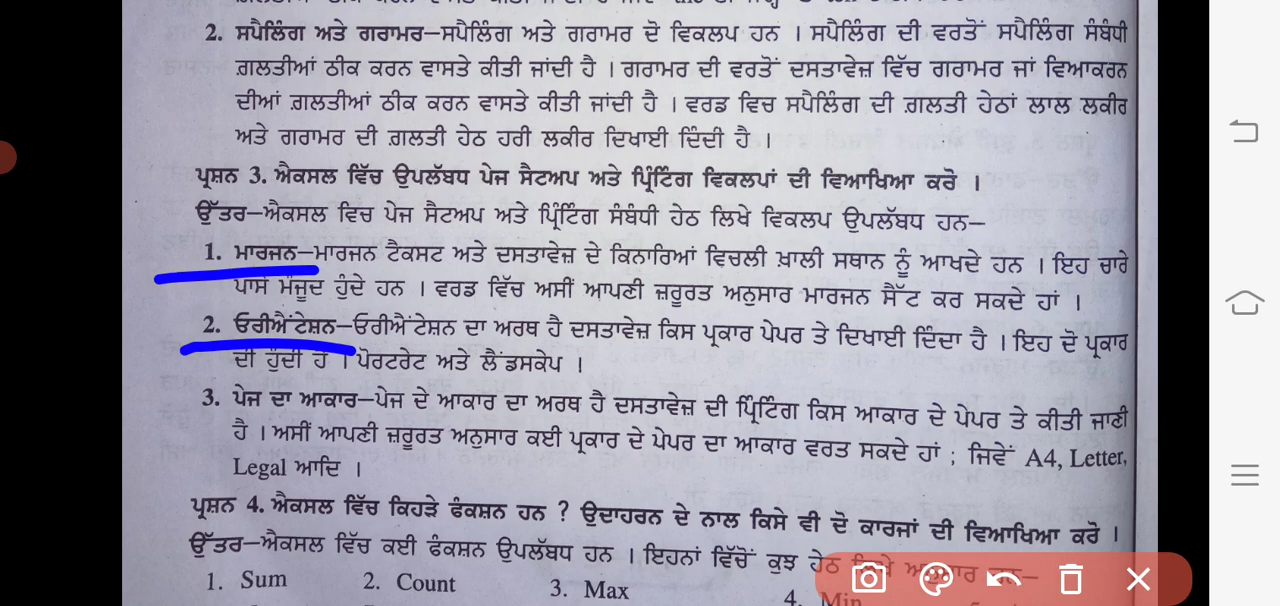 2. ਸਪੈਲਿੰਗ ਅਤੇ ਗਰਾਮਰ—ਸਪੈਲਿੰਗ ਅਤੇ ਗਰਾਮਰ ਦੋ ਵਿਕਲਪ ਹਨ । ਸਪੈਲਿੰਗ ਦੀ ਵਰਤੋਂ ਸਪੈਲਿੰਗ ਸੰਬੰਧੀ
ਗ਼ਲਤੀਆਂ ਠੀਕ ਕਰਨ ਵਾਸਤੇ ਕੀਤੀ ਜਾਂਦੀ ਹੈ । ਗਰਾਮਰ ਦੀ ਵਰਤੋਂ ਦਸਤਾਵੇਜ਼ ਵਿੱਚ ਗਰਾਮਰ ਜਾਂ ਵਿਆਕਰਨ
ਦੀਆਂ ਗ਼ਲਤੀਆਂ ਠੀਕ ਕਰਨ ਵਾਸਤੇ ਕੀਤੀ ਜਾਂਦੀ ਹੈ । ਵਰਡ ਵਿਚ ਸਪੈਲਿੰਗ ਦੀ ਗ਼ਲਤੀ ਹੇਠਾਂ ਲਾਲ ਲਕੀਰ
ਅਤੇ ਗਰਾਮਰ ਦੀ ਗ਼ਲਤੀ ਹੇਠ ਹਰੀ ਲਕੀਰ ਦਿਖਾਈ ਦਿੰਦੀ ਹੈ ।
ਪ੍ਰਸ਼ਨ 3. ਐਕਸਲ ਵਿੱਚ ਉਪਲੱਬਧ ਪੇਜ ਸੈਟਅਪ ਅਤੇ ਪ੍ਰਿੰਟਿੰਗ ਵਿਕਲਪਾਂ ਦੀ ਵਿਆਖਿਆ ਕਰੋ ।
ਉੱਤਰ—ਐਕਸਲ ਵਿਚ ਪੇਜ ਸੈਟਅਪ ਅਤੇ ਪ੍ਰਿੰਟਿੰਗ ਸੰਬੰਧੀ ਹੇਠ ਲਿਖੇ ਵਿਕਲਪ ਉਪਲੱਬਧ ਹਨ—
1. ਮਾਰਜਨ—ਮਾਰਜਨ ਟੈਕਸਟ ਅਤੇ ਦਸਤਾਵੇਜ਼ ਦੇ ਕਿਨਾਰਿਆਂ ਵਿਚਲੀ ਖ਼ਾਲੀ ਸਥਾਨ ਨੂੰ ਆਖਦੇ ਹਨ । ਇਹ ਚਾਰੇ
ਪਾਸੇ ਮੌਜੂਦ ਹੁੰਦੇ ਹਨ । ਵਰਡ ਵਿੱਚ ਅਸੀਂ ਆਪਣੀ ਜ਼ਰੂਰਤ ਅਨੁਸਾਰ ਮਾਰਜਨ ਸੈੱਟ ਕਰ ਸਕਦੇ ਹਾਂ ।
2. ਓਰੀਐਂਟੇਸ਼ਨ—ਓਰੀਐਂਟੇਸ਼ਨ ਦਾ ਅਰਥ ਹੈ ਦਸਤਾਵੇਜ਼ ਕਿਸ ਪ੍ਰਕਾਰ ਪੇਪਰ ਤੇ ਦਿਖਾਈ ਦਿੰਦਾ ਹੈ । ਇਹ ਦੋ ਪ੍ਰਕਾਰ
ਦੀ ਹੁੰਦੀ ਹੈ । ਪੋਰਟਰੇਟ ਅਤੇ ਲੈਂਡਸਕੇਪ ।
3. ਪੇਜ ਦਾ ਆਕਾਰ—ਪੇਜ ਦੇ ਆਕਾਰ ਦਾ ਅਰਥ ਹੈ ਦਸਤਾਵੇਜ਼ ਦੀ ਪ੍ਰਿੰਟਿੰਗ ਕਿਸ ਆਕਾਰ ਦੇ ਪੇਪਰ ਤੇ ਕੀਤੀ ਜਾਣੀ
ਹੈ । ਅਸੀਂ ਆਪਣੀ ਜ਼ਰੂਰਤ ਅਨੁਸਾਰ ਕਈ ਪ੍ਰਕਾਰ ਦੇ ਪੇਪਰ ਦਾ ਆਕਾਰ ਵਰਤ ਸਕਦੇ ਹਾਂ ; ਜਿਵੇਂ A4, Letter,
Legal ਆਦਿ ।
ਪ੍ਰਸ਼ਨ 4. ਐਕਸਲ ਵਿੱਚ ਕਿਹੜੇ ਫੰਕਸ਼ਨ ਹਨ ? ਉਦਾਹਰਨ ਦੇ ਨਾਲ ਕਿਸੇ ਵੀ ਦੋ ਕਾਰਜਾਂ ਦੀ ਵਿਆਖਿਆ ਕਰੋ ।
ਉੱਤਰ—ਐਕਸਲ ਵਿੱਚ ਕਈ ਫੰਕਸ਼ਨ ਉਪਲੱਬਧ ਹਨ । ਇਹਨਾਂ ਵਿੱਚੋਂ ਕੁਝ ਹੇਠ ਲਿਖੇ ਅਨੁਸਾਰ ਹਨ—
1. Sum 2. Count 3. Max 4. Min